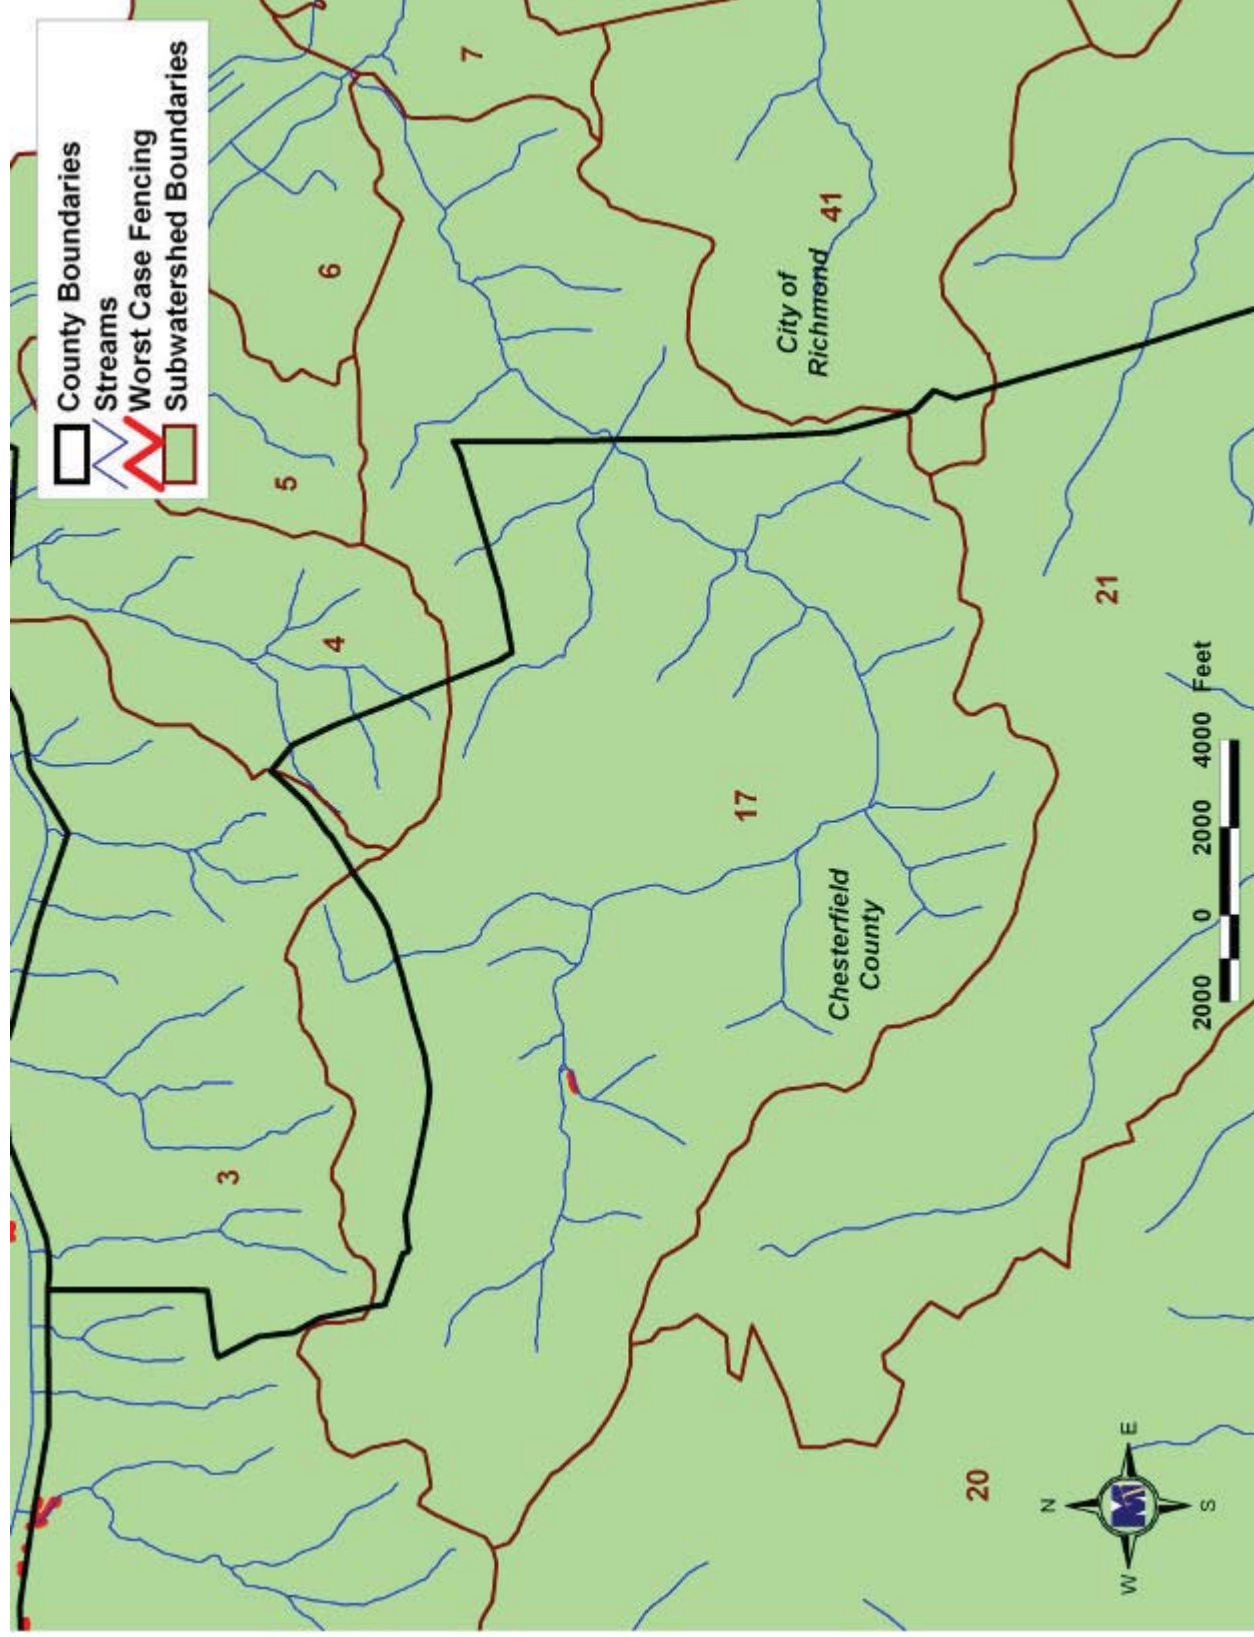 County Boundaries
Streams
Worst Case Fencing
Subwatershed Boundaries
7
6
5
4
3
41
City of
Richmond
21
17
Chesterfield
County
20
2000 0 2000 4000 Feet
N
W E
S
M